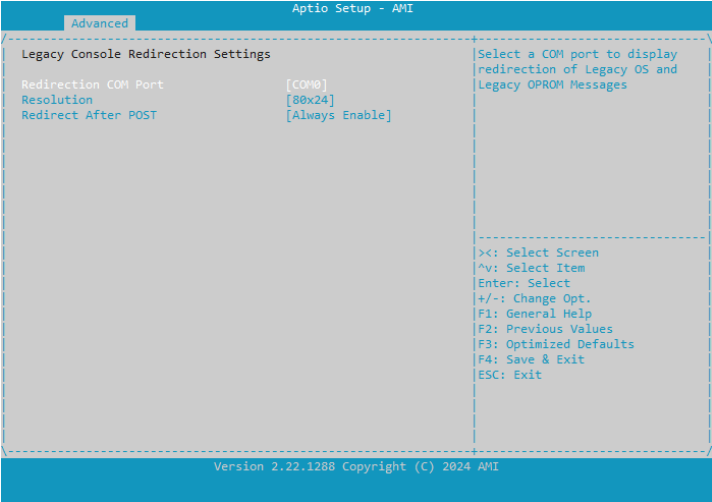 Aptio Setup - AMI
Advanced
Legacy Console Redirection Settings
Redirection COM Port [COM0]
Resolution [80x24]
Redirect After POST [Always Enable]
Select a COM port to display
redirection of Legacy OS and
Legacy OPROM Messages
><: Select Screen
^v: Select Item
Enter: Select
+/-: Change Opt.
F1: General Help
F2: Previous Values
F3: Optimized Defaults
F4: Save & Exit
ESC: Exit
Version 2.22.1288 Copyright (C) 2024 AMI